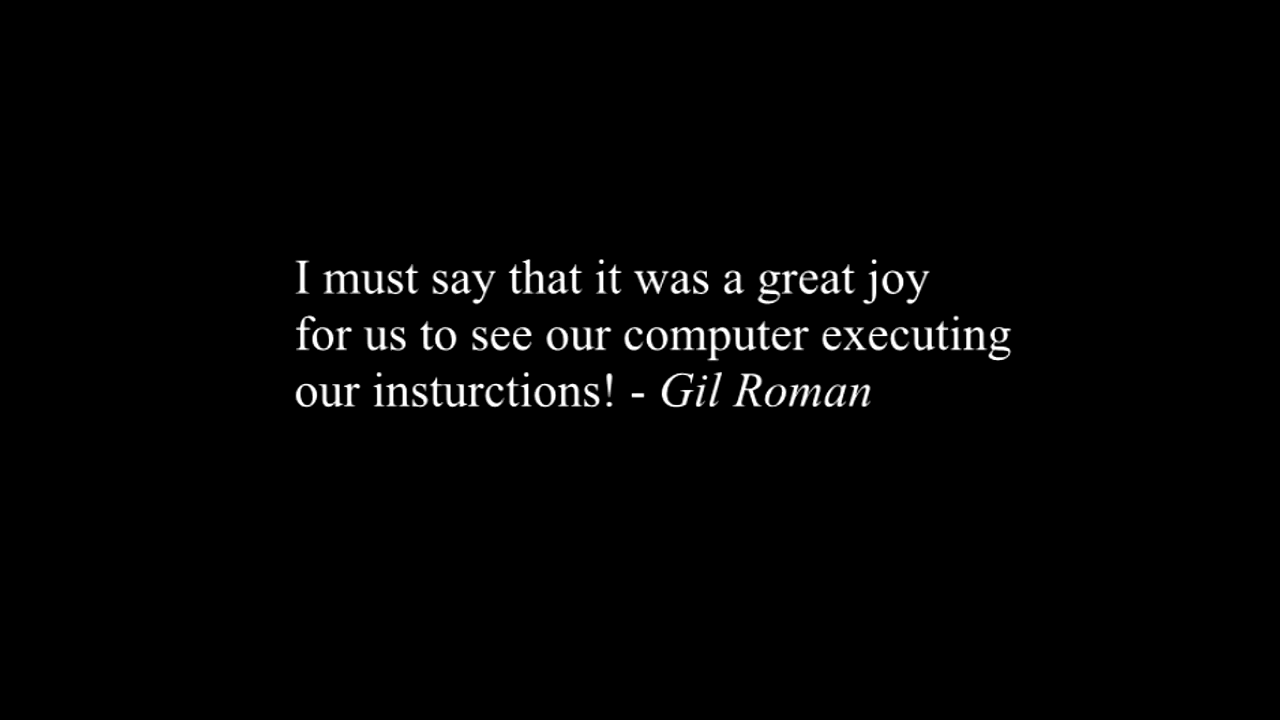 I must say that it was a great joy
for us to see our computer executing
our insturctions! - Gil Roman